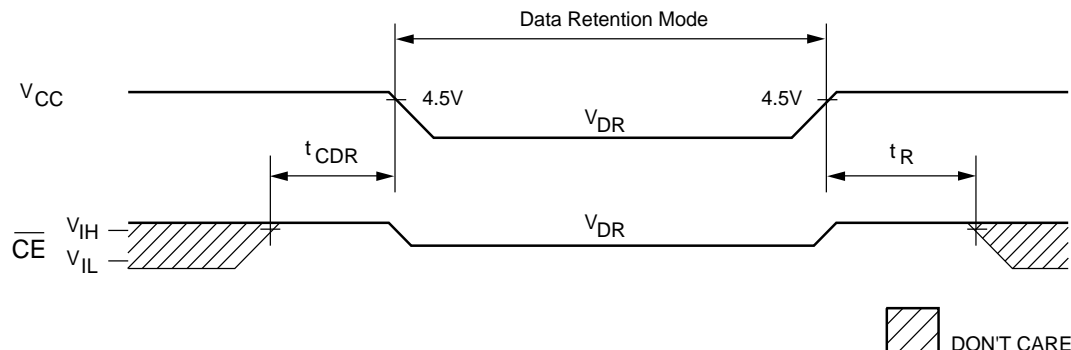 Data Retention Mode
VCC
4.5V
4.5V
VDR
tCDR
tR
VIH
VDR
CE
VIL
DON'T CARE